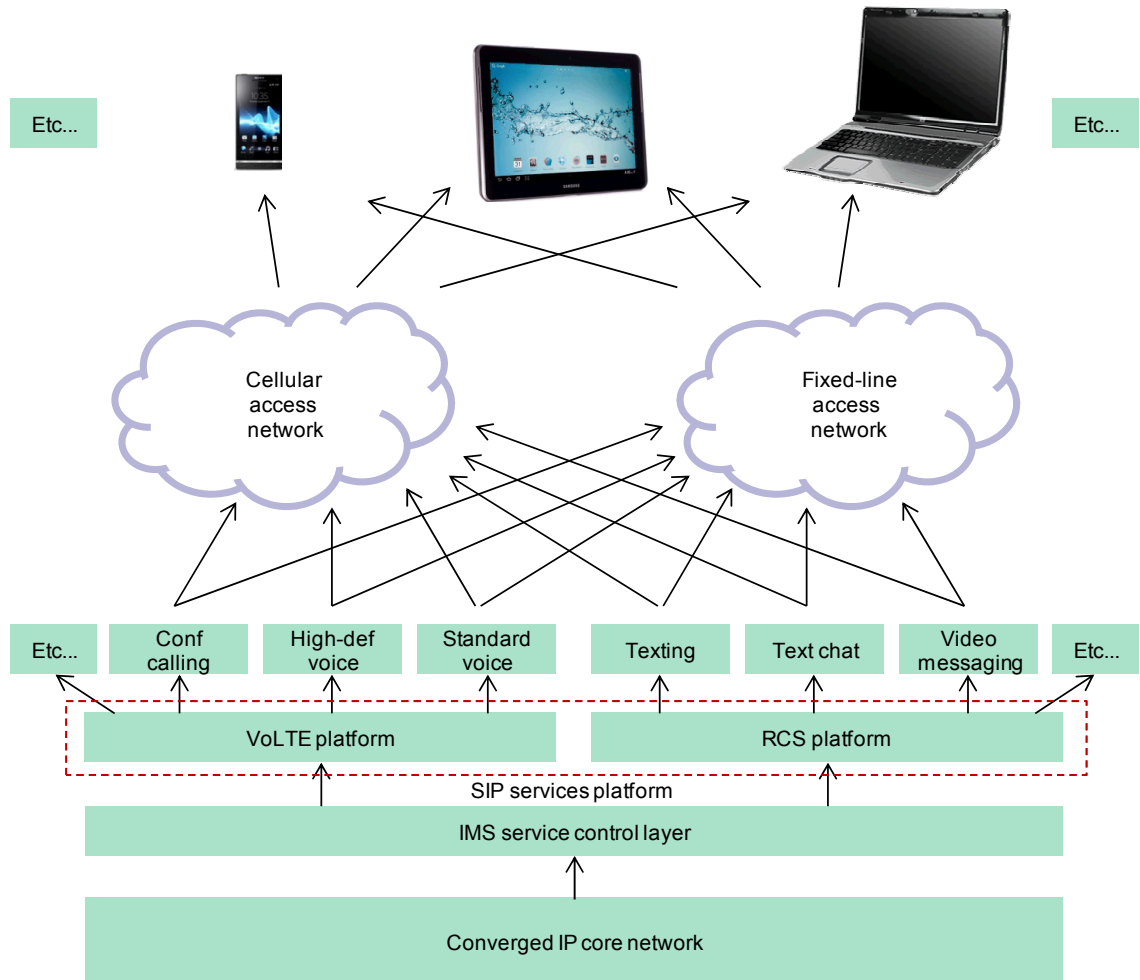 Etc...
Etc...
SAMSUNG
Cellular
access
network
Fixed-line
access
network
Etc...
Conf
calling
High-def
voice
Standard
voice
Texting
Text chat
Video
messaging
Etc...
VoLTE platform
RCS platform
SIP services platform
IMS service control layer
Converged IP core network